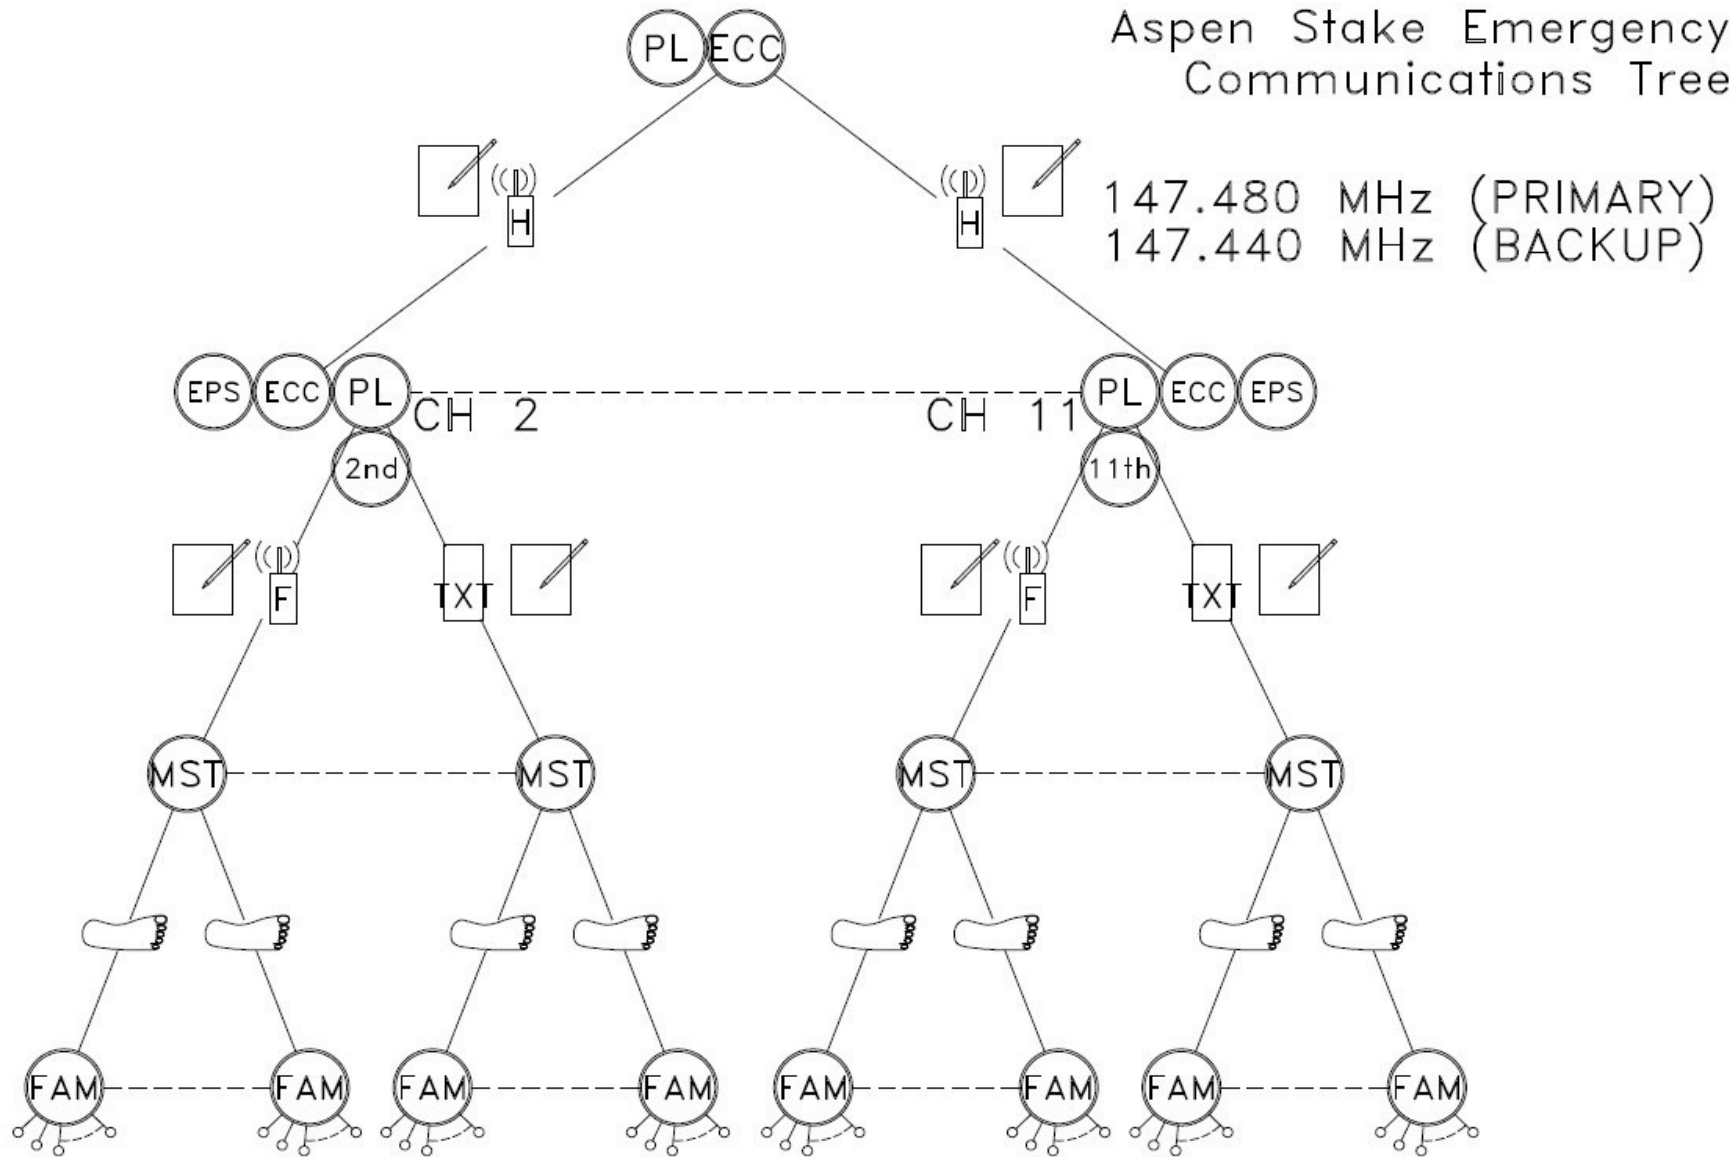 PL ECC
Aspen Stake Emergency
Communications Tree
H
H
147.480 MHz (PRIMARY)
147.440 MHz (BACKUP)
EPS ECC PL
PL ECC EPS
CH 2
CH 11
2nd
11th
F TXT
F TXT
MST MST MST MST
FAM FAM FAM FAM FAM FAM FAM FAM